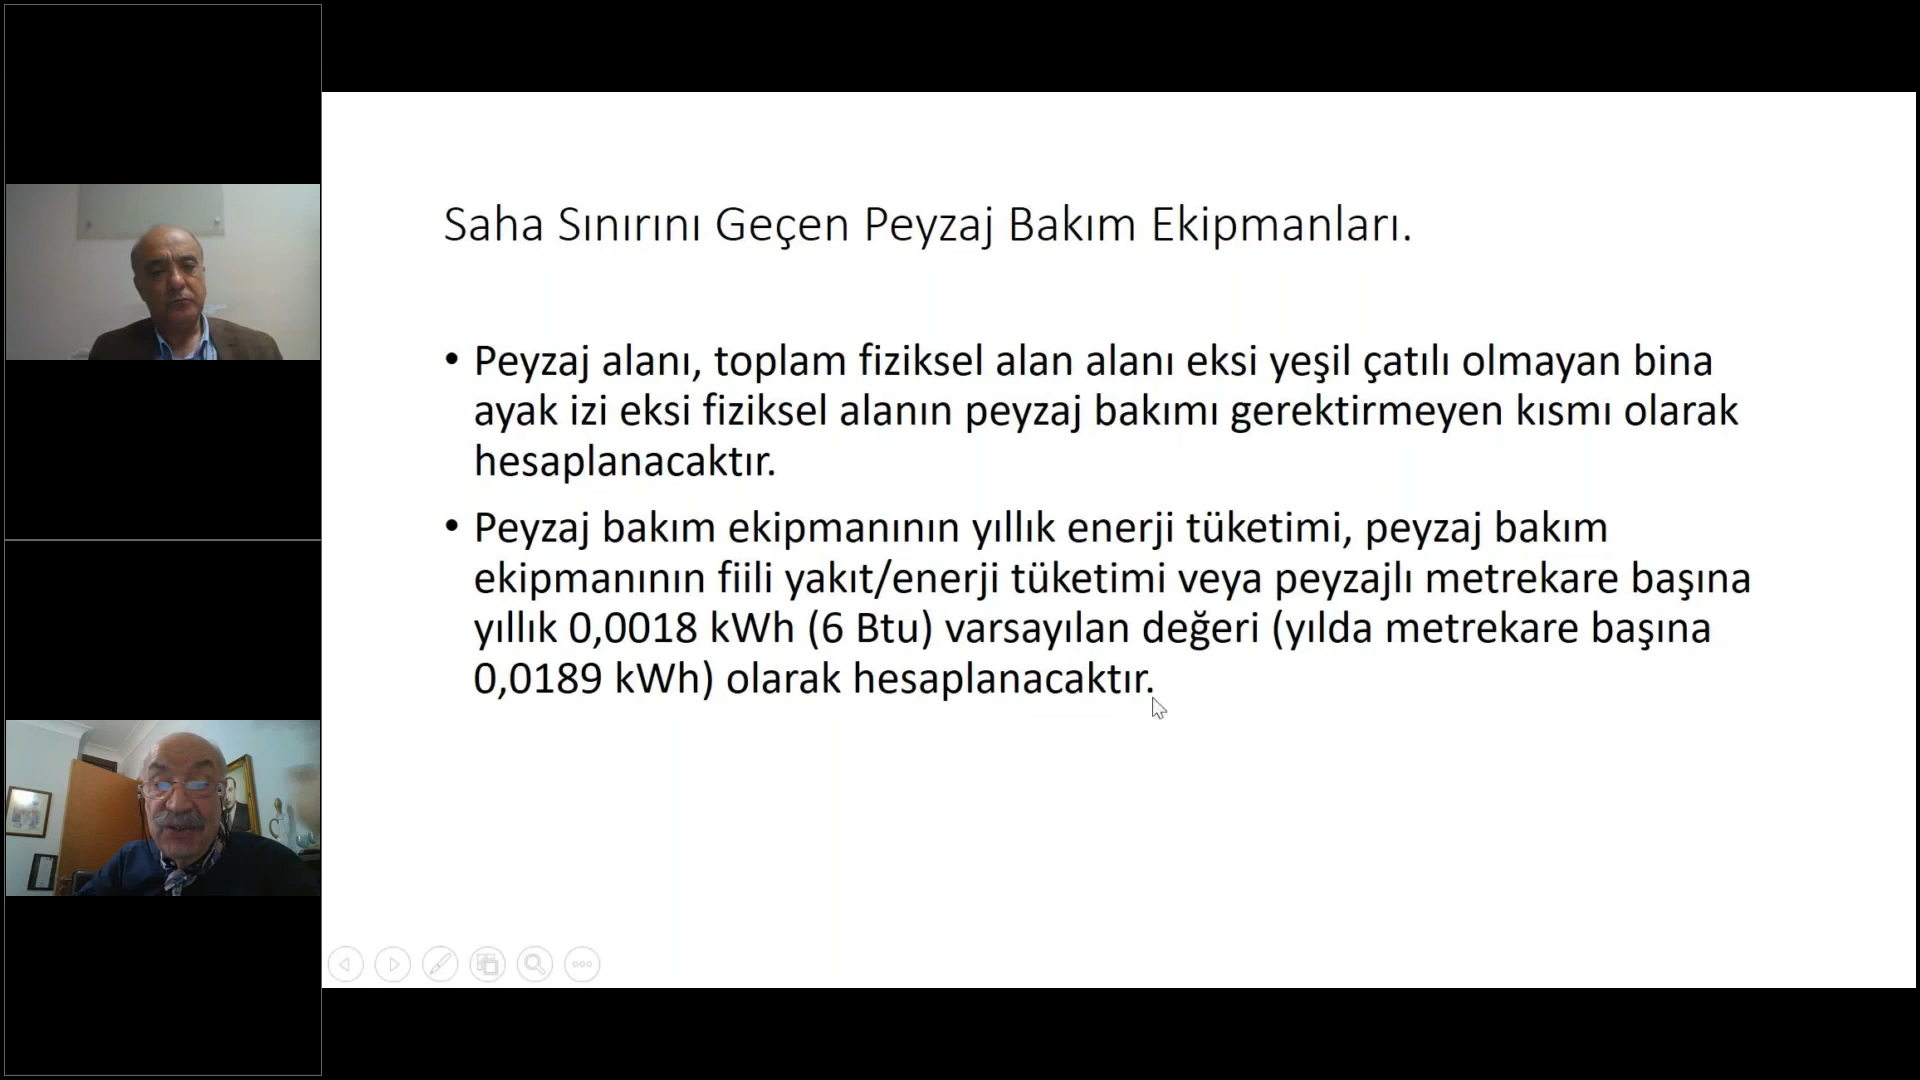 Saha Sınırını Geçen Peyzaj Bakım Ekipmanları.
• Peyzaj alanı, toplam fiziksel alan alanı eksi yeşil çatılı olmayan bina
ayak izi eksi fiziksel alanın peyzaj bakımı gerektirmeyen kısmı olarak
hesaplanacaktır.
• Peyzaj bakım ekipmanının yıllık enerji tüketimi, peyzaj bakım
ekipmanının fiili yakıt/enerji tüketimi veya peyzajlı metrekare başına
yıllık 0,0018 kWh (6 Btu) varsayılan değeri (yılda metrekare başına
0,0189 kWh) olarak hesaplanacaktır.